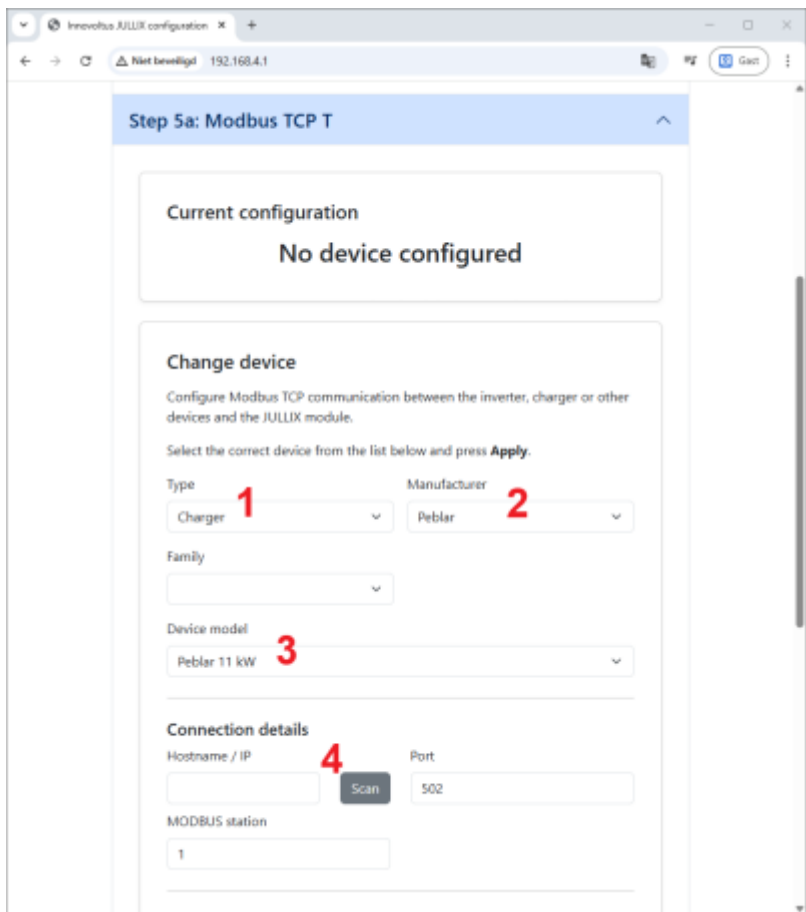 Innovoltus JULLIX configuration
Niet beveiligd 192.168.4.1 Gast
Step 5a: Modbus TCP T
Current configuration
No device configured
Change device
Configure Modbus TCP communication between the inverter, charger or other
devices and the JULLIX module.
Select the correct device from the list below and press Apply.
Type Manufacturer
1 2
Charger Peblar
Family
Device model
3
Peblar 11 kW
Connection details
Hostname / IP 4 Port
Scan 502
MODBUS station
1